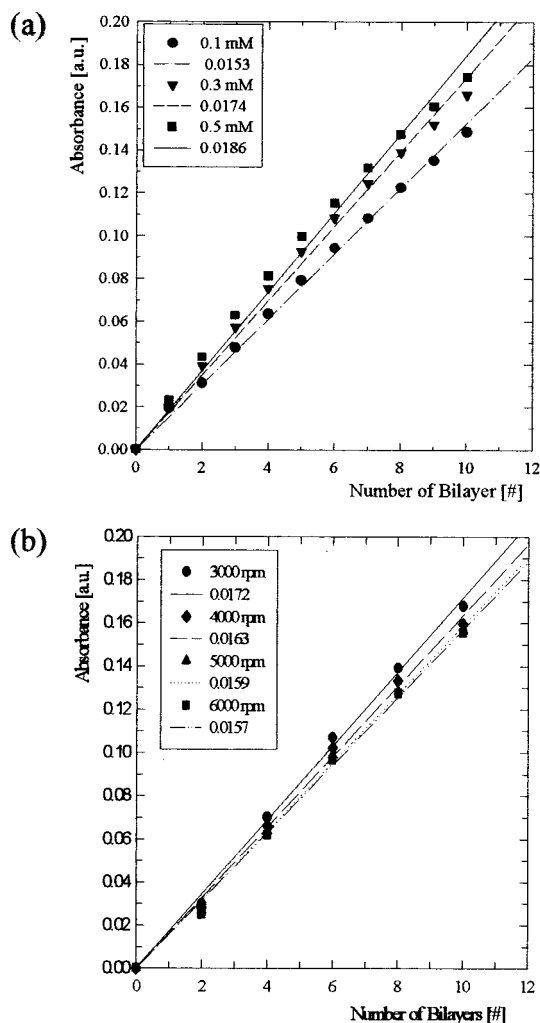 (a)
0.20
0.18
0.16
0.14
0.12
0.10
0.08
0.06
0.04
0.02
0.00
Absorbance [a.u.]
0.1 mM
0.0153
0.3 mM
0.0174
0.5 mM
0.0186
0 2 4 6 8 10 12
Number of Bilayer [#]
(b)
0.20
0.18
0.16
0.14
0.12
0.10
0.08
0.06
0.04
0.02
0.00
Absorbance [a.u.]
3000 rpm
0.0172
4000 rpm
0.0163
5000 rpm
0.0159
6000 rpm
0.0157
0 2 4 6 8 10 12
Number of Bilayers [#]